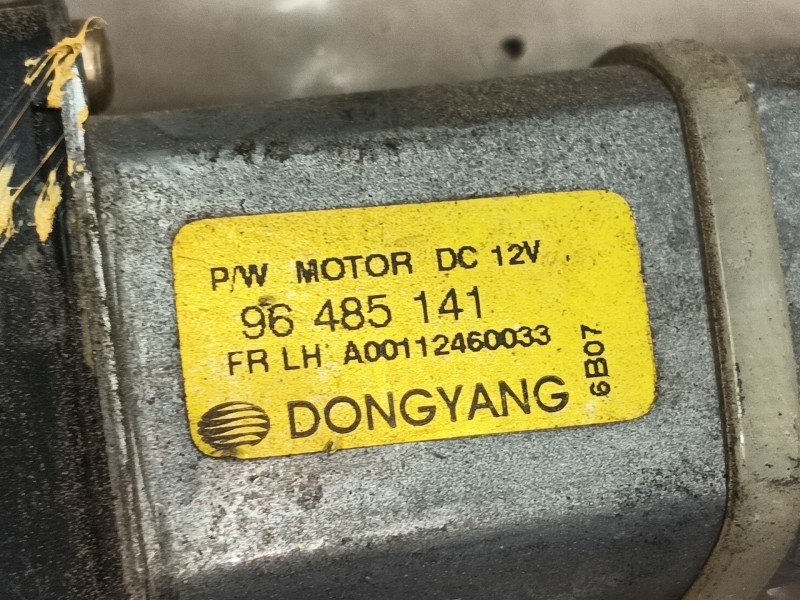 P/W MOTOR DC 12V
96 485 141
FR LH A00112460033
6B07
DONGYANG